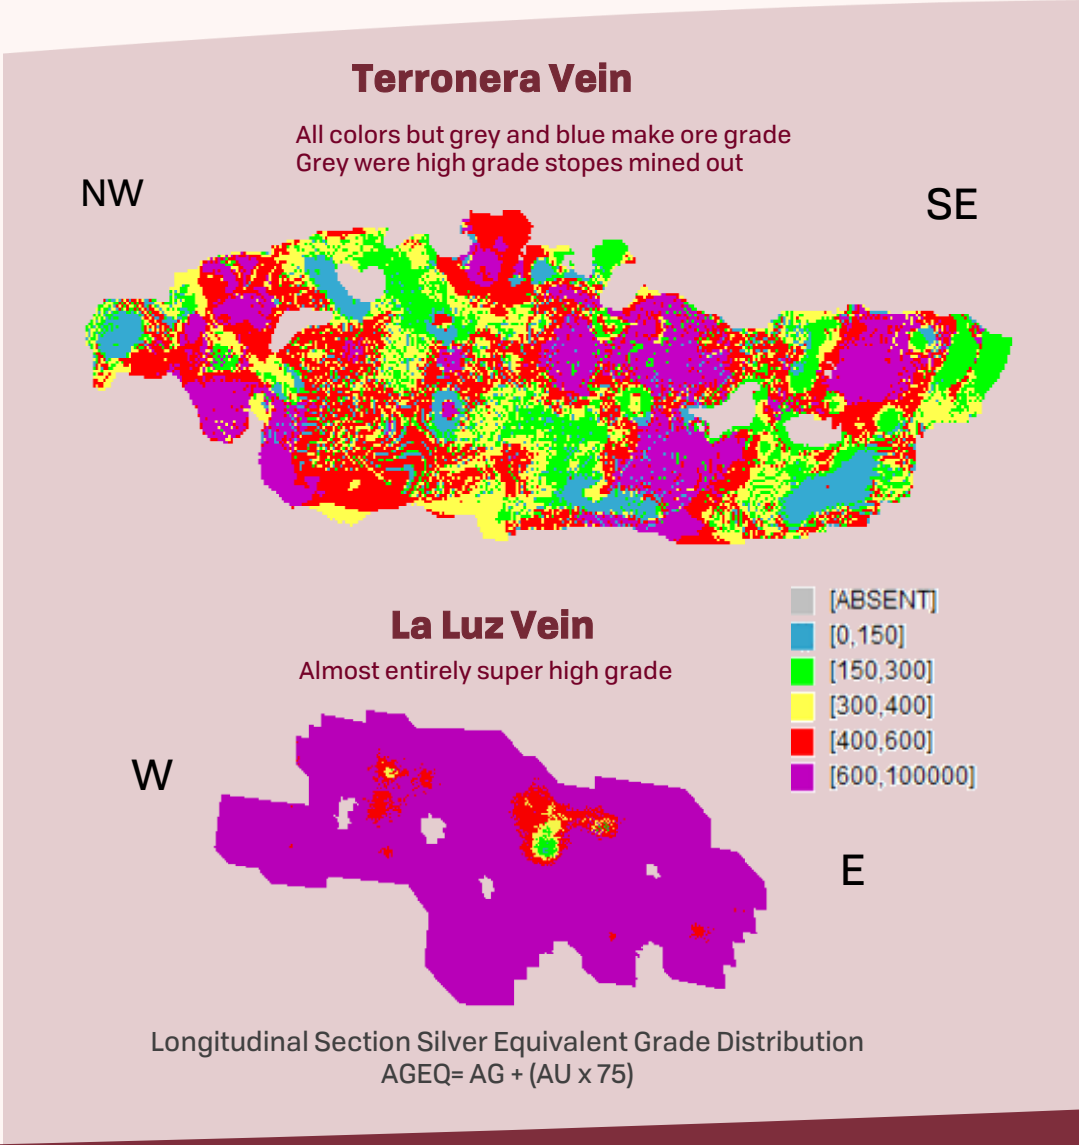 Terronera Vein
All colors but grey and blue make ore grade
Grey were high grade stopes mined out
NW
SE
La Luz Vein
Almost entirely super high grade
[ABSENT]
[0,150]
[150,300]
[300,400]
[400,600]
[600,100000]
W
E
Longitudinal Section Silver Equivalent Grade Distribution
AGEQ= AG + (AU x 75)